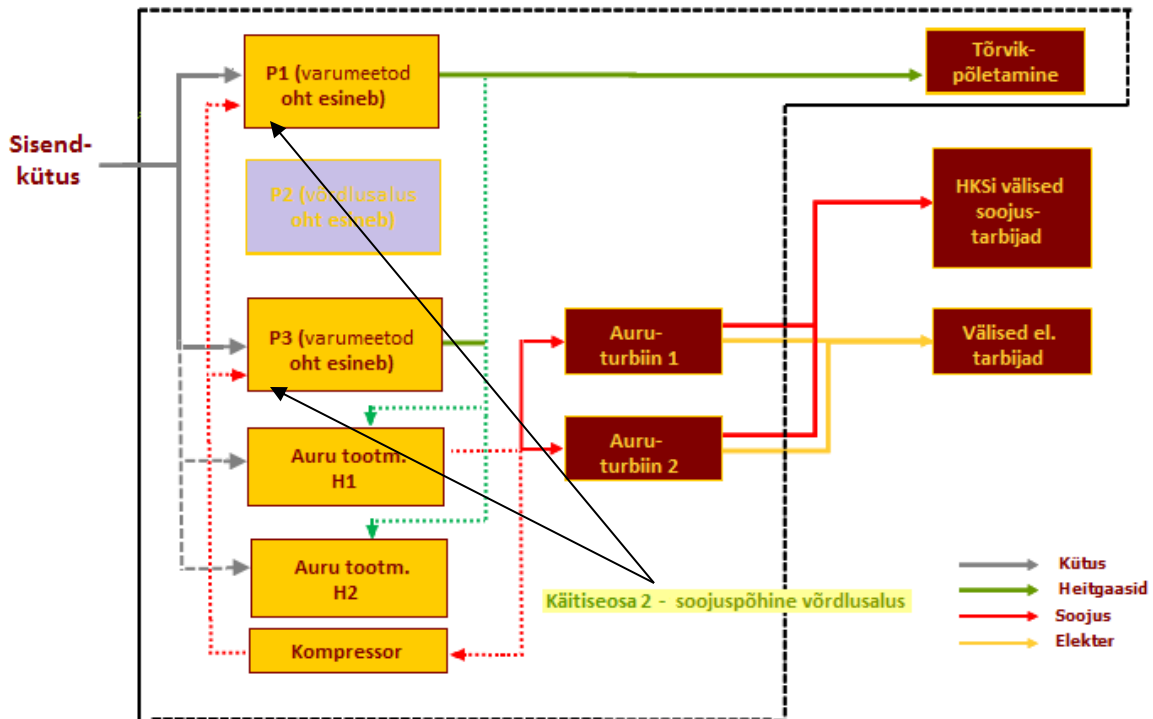 P1 (varumeetod
oht esineb)
Tõrvik-
põletamine
Sisend-
kütus
P2 (võrdlusalus
oht esineb)
HKSi välised
soojus-
tarbijad
P3 (varumeetod
oht esineb)
Auru-
turbiin 1
Välised el.
tarbijad
Auru tootm.
H1
Auru-
turbiin 2
Auru tootm.
H2
Käitiseosa 2 - soojuspõhine võrdlusalus
Kompressor
Kütus
Heitgaasid
Soojus
Elekter